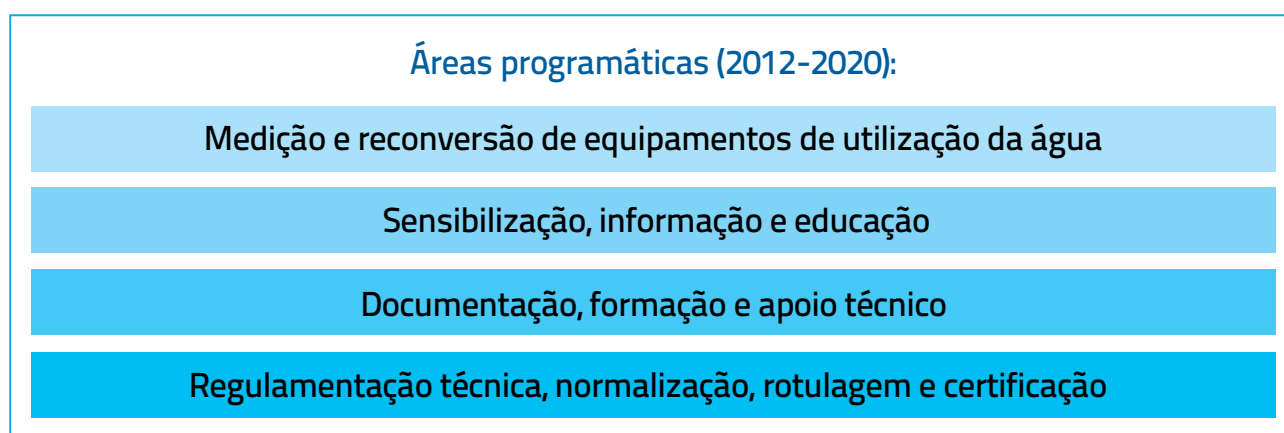 Áreas programáticas (2012-2020):
Medição e reconversão de equipamentos de utilização da água
Sensibilização, informação e educação
Documentação, formação e apoio técnico
Regulamentação técnica, normalização, rotulagem e certificação